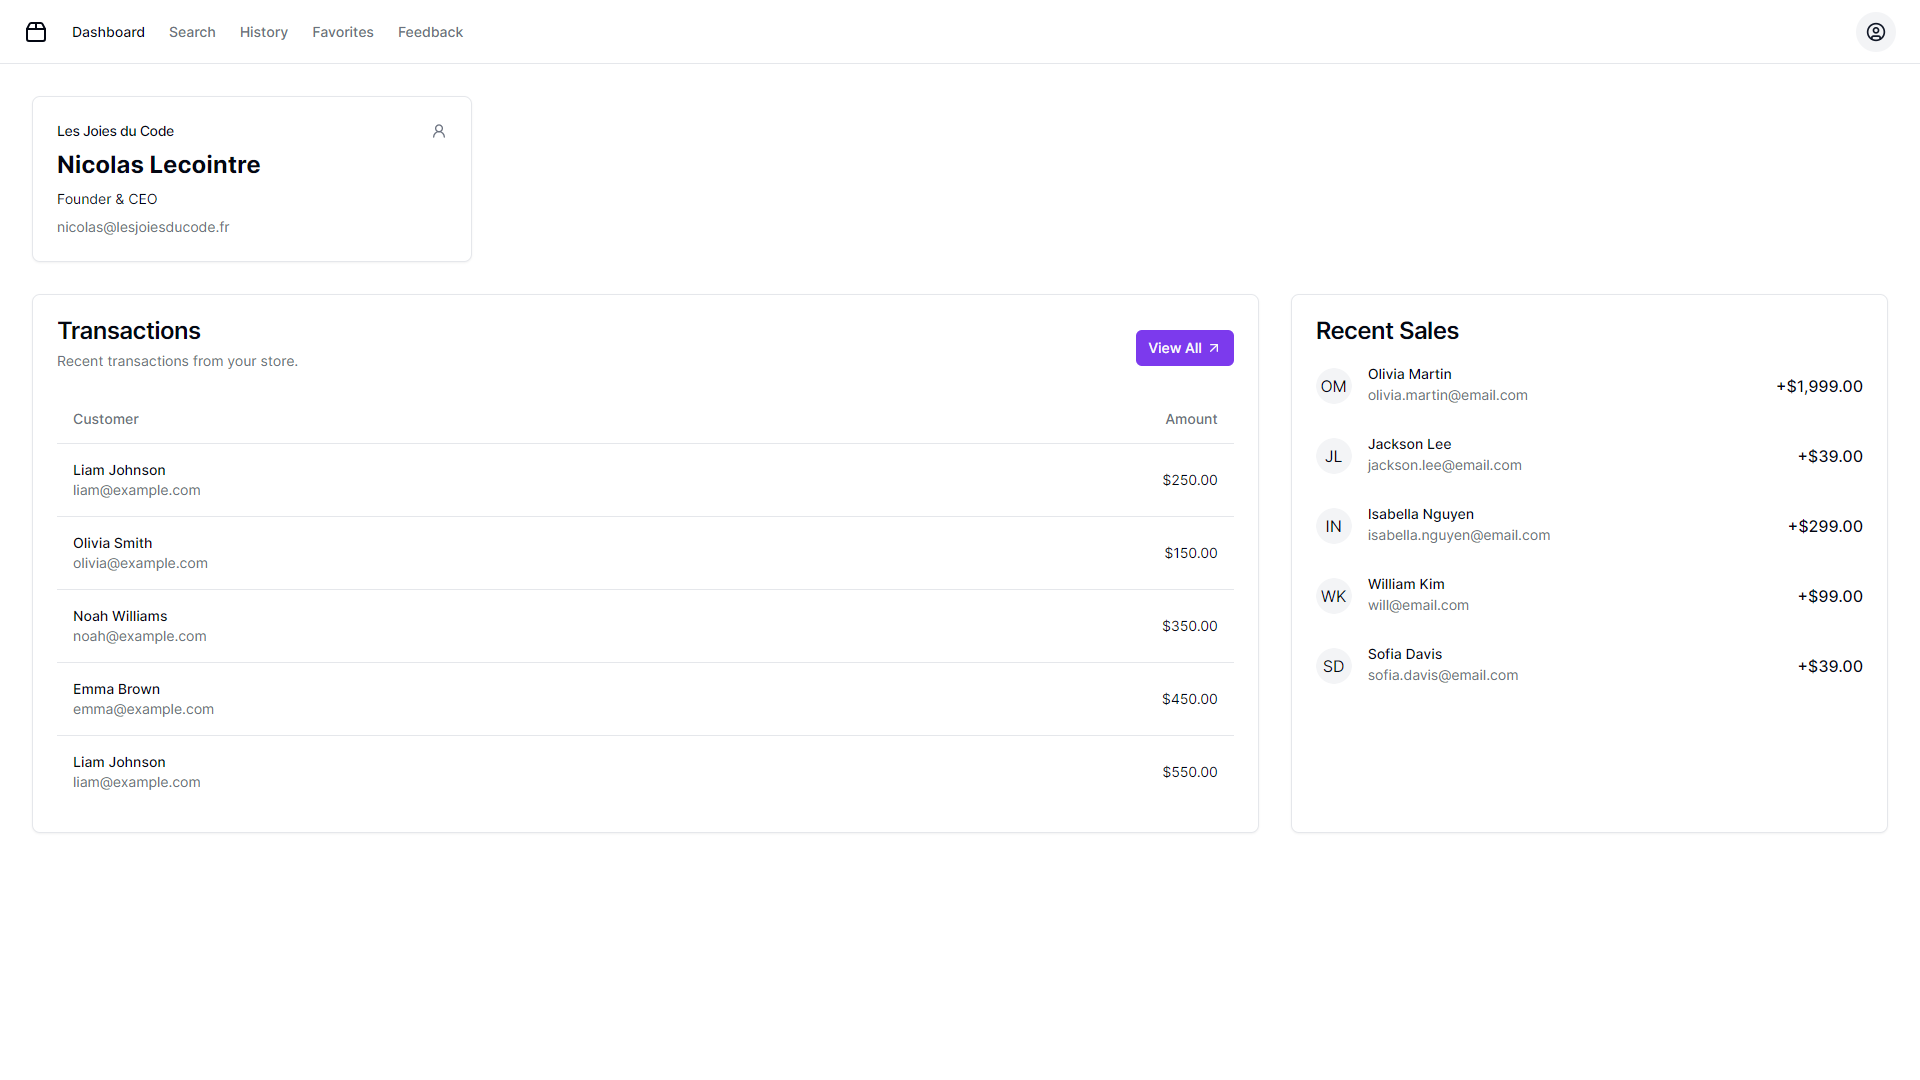 Dashboard Search History Favorites Feedback
Les Joies du Code
Nicolas Lecointre
Founder & CEO
nicolas@lesjoiesducode.fr
Transactions
Recent transactions from your store.
View All
Customer Amount
Liam Johnson
liam@example.com
$250.00
Olivia Smith
olivia@example.com
$150.00
Noah Williams
noah@example.com
$350.00
Emma Brown
emma@example.com
$450.00
Liam Johnson
liam@example.com
$550.00
Recent Sales
OM
Olivia Martin
olivia.martin@email.com
+$1,999.00
JL
Jackson Lee
jackson.lee@email.com
+$39.00
IN
Isabella Nguyen
isabella.nguyen@email.com
+$299.00
WK
William Kim
will@email.com
+$99.00
SD
Sofia Davis
sofia.davis@email.com
+$39.00